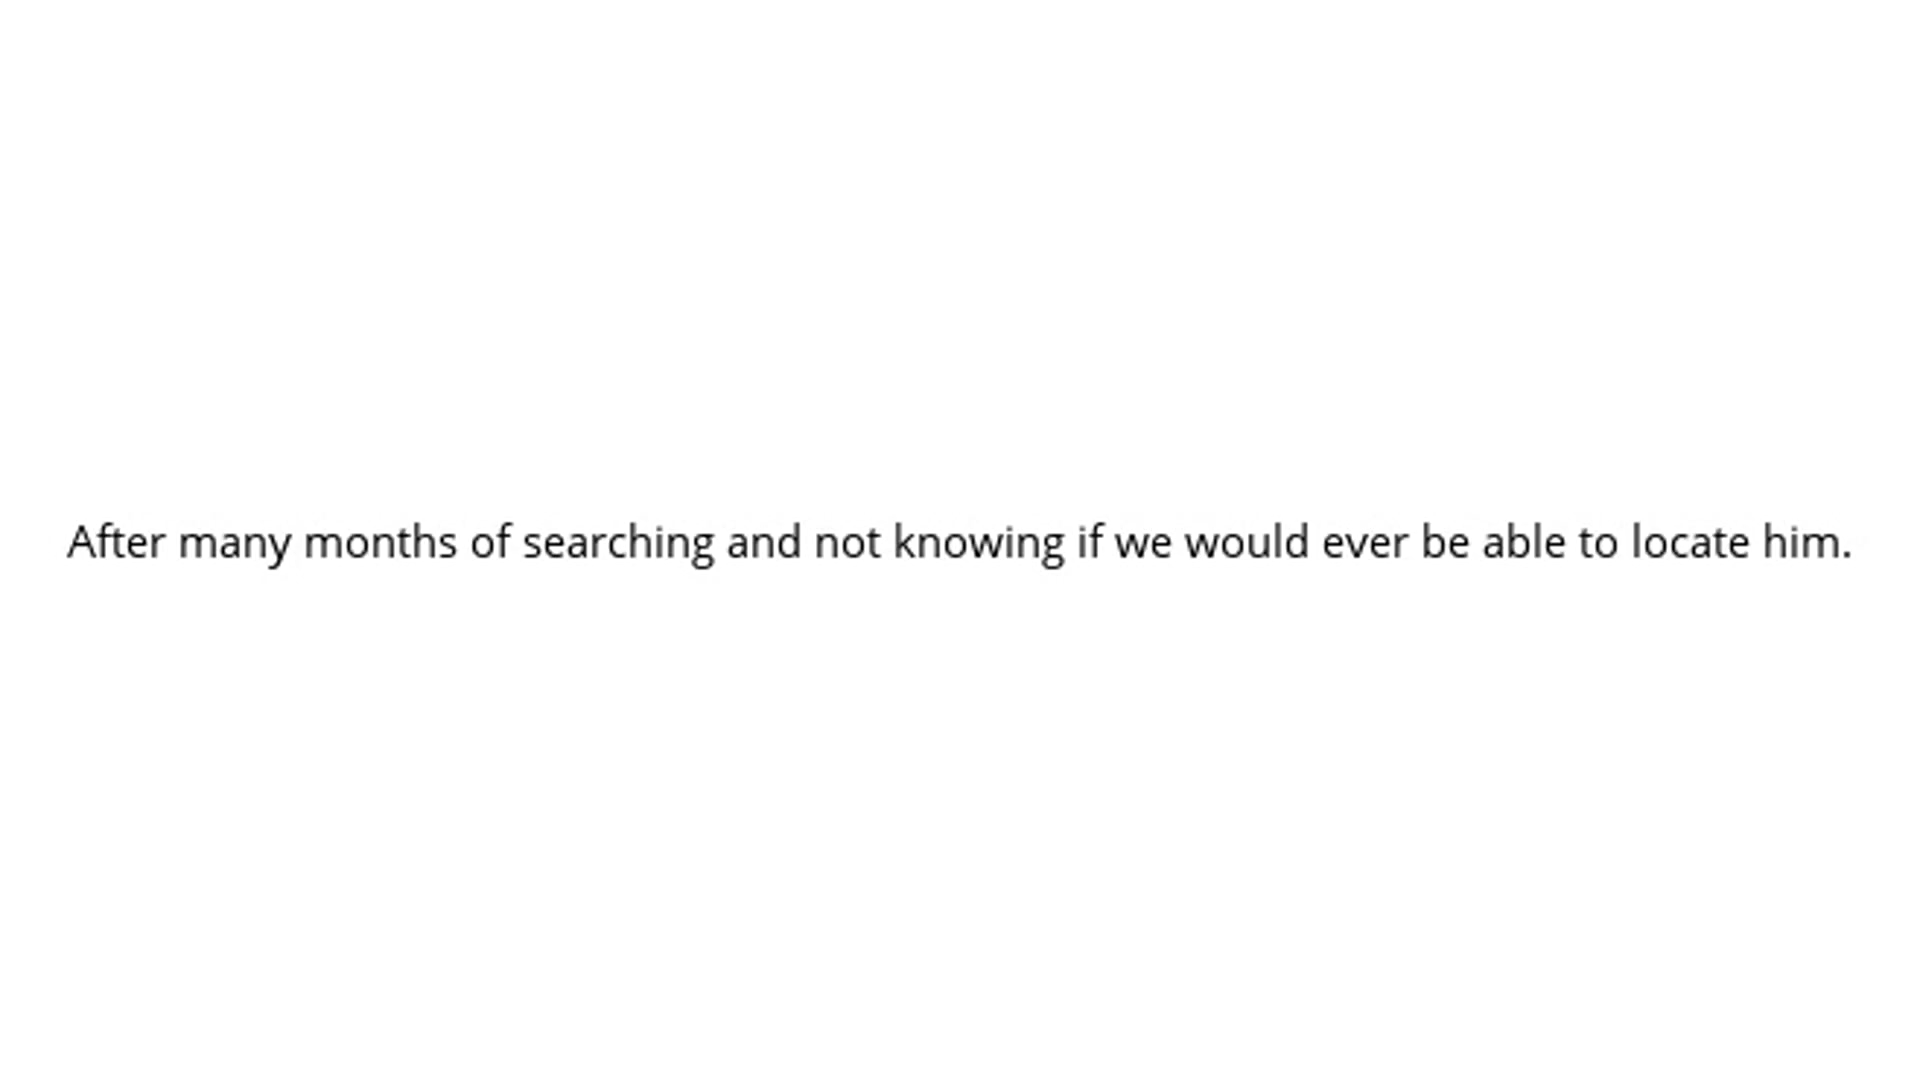 After many months of searching and not knowing if we would ever be able to locate him.